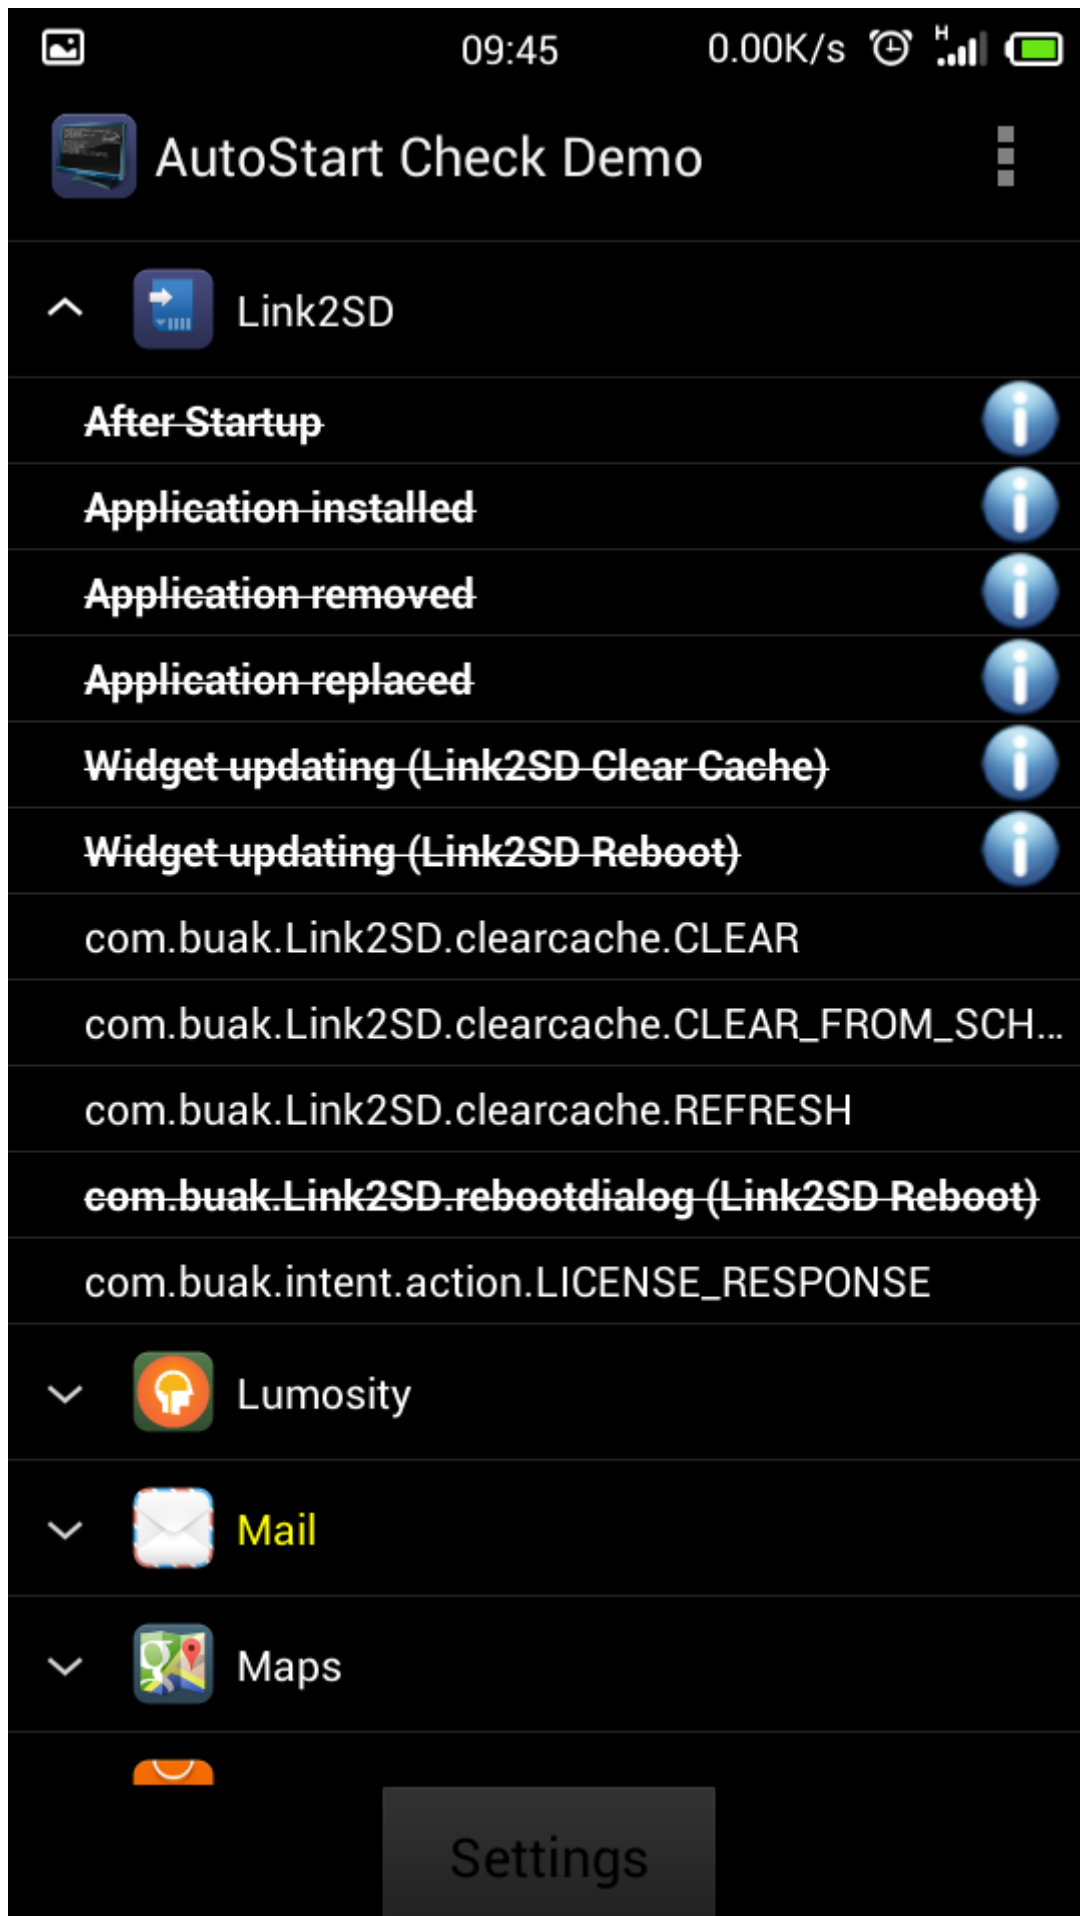 09:45 0.00K/s H
AutoStart Check Demo
Link2SD
After Startup
Application installed
Application removed
Application replaced
Widget updating (Link2SD Clear Cache)
Widget updating (Link2SD Reboot)
com.buak.Link2SD.clearcache.CLEAR
com.buak.Link2SD.clearcache.CLEAR_FROM_SCH...
com.buak.Link2SD.clearcache.REFRESH
com.buak.Link2SD.rebootdialog (Link2SD Reboot)
com.buak.intent.action.LICENSE_RESPONSE
Lumosity
Mail
Maps
Settings